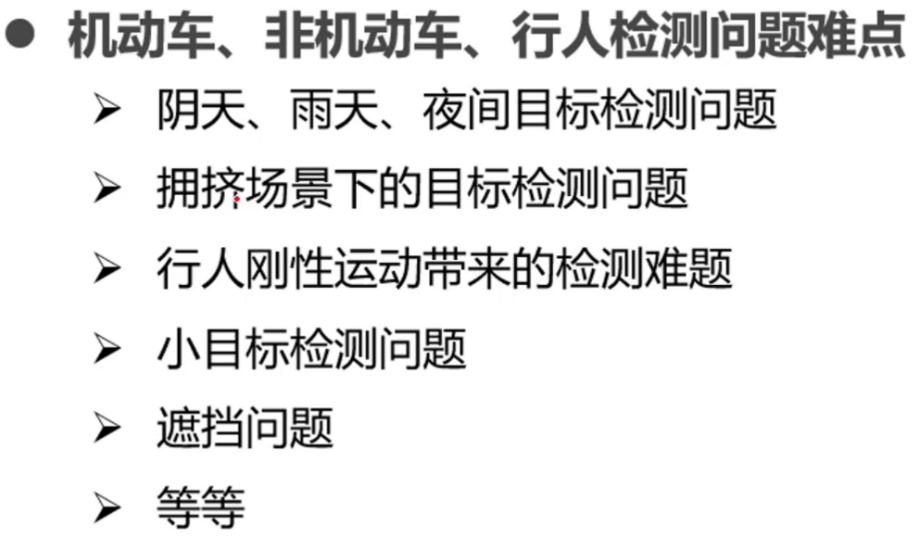 ● 机动车、非机动车、行人检测问题难点
➢ 阴天、雨天、夜间目标检测问题
➢ 拥挤场景下的目标检测问题
➢ 行人刚性运动带来的检测难题
➢ 小目标检测问题
➢ 遮挡问题
➢ 等等